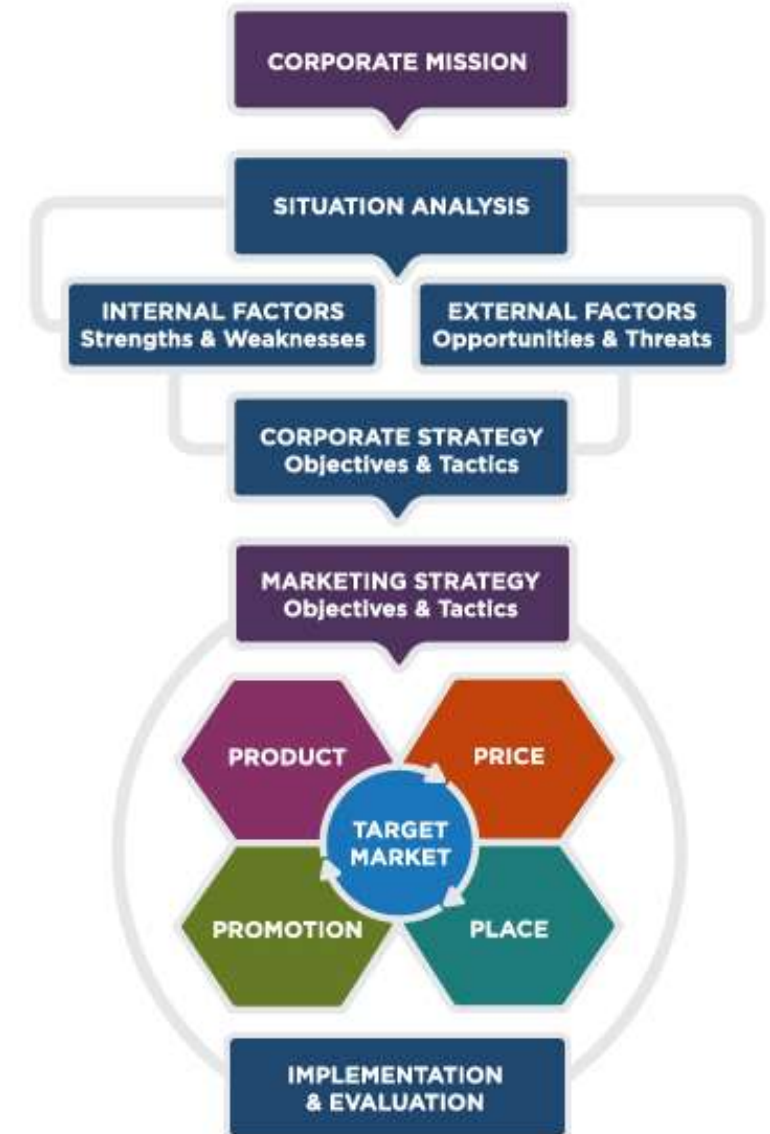 CORPORATE MISSION
SITUATION ANALYSIS
INTERNAL FACTORS
Strengths & Weaknesses
EXTERNAL FACTORS
Opportunities & Threats
CORPORATE STRATEGY
Objectives & Tactics
MARKETING STRATEGY
Objectives & Tactics
PRODUCT
PRICE
TARGET
MARKET
PROMOTION
PLACE
IMPLEMENTATION
& EVALUATION